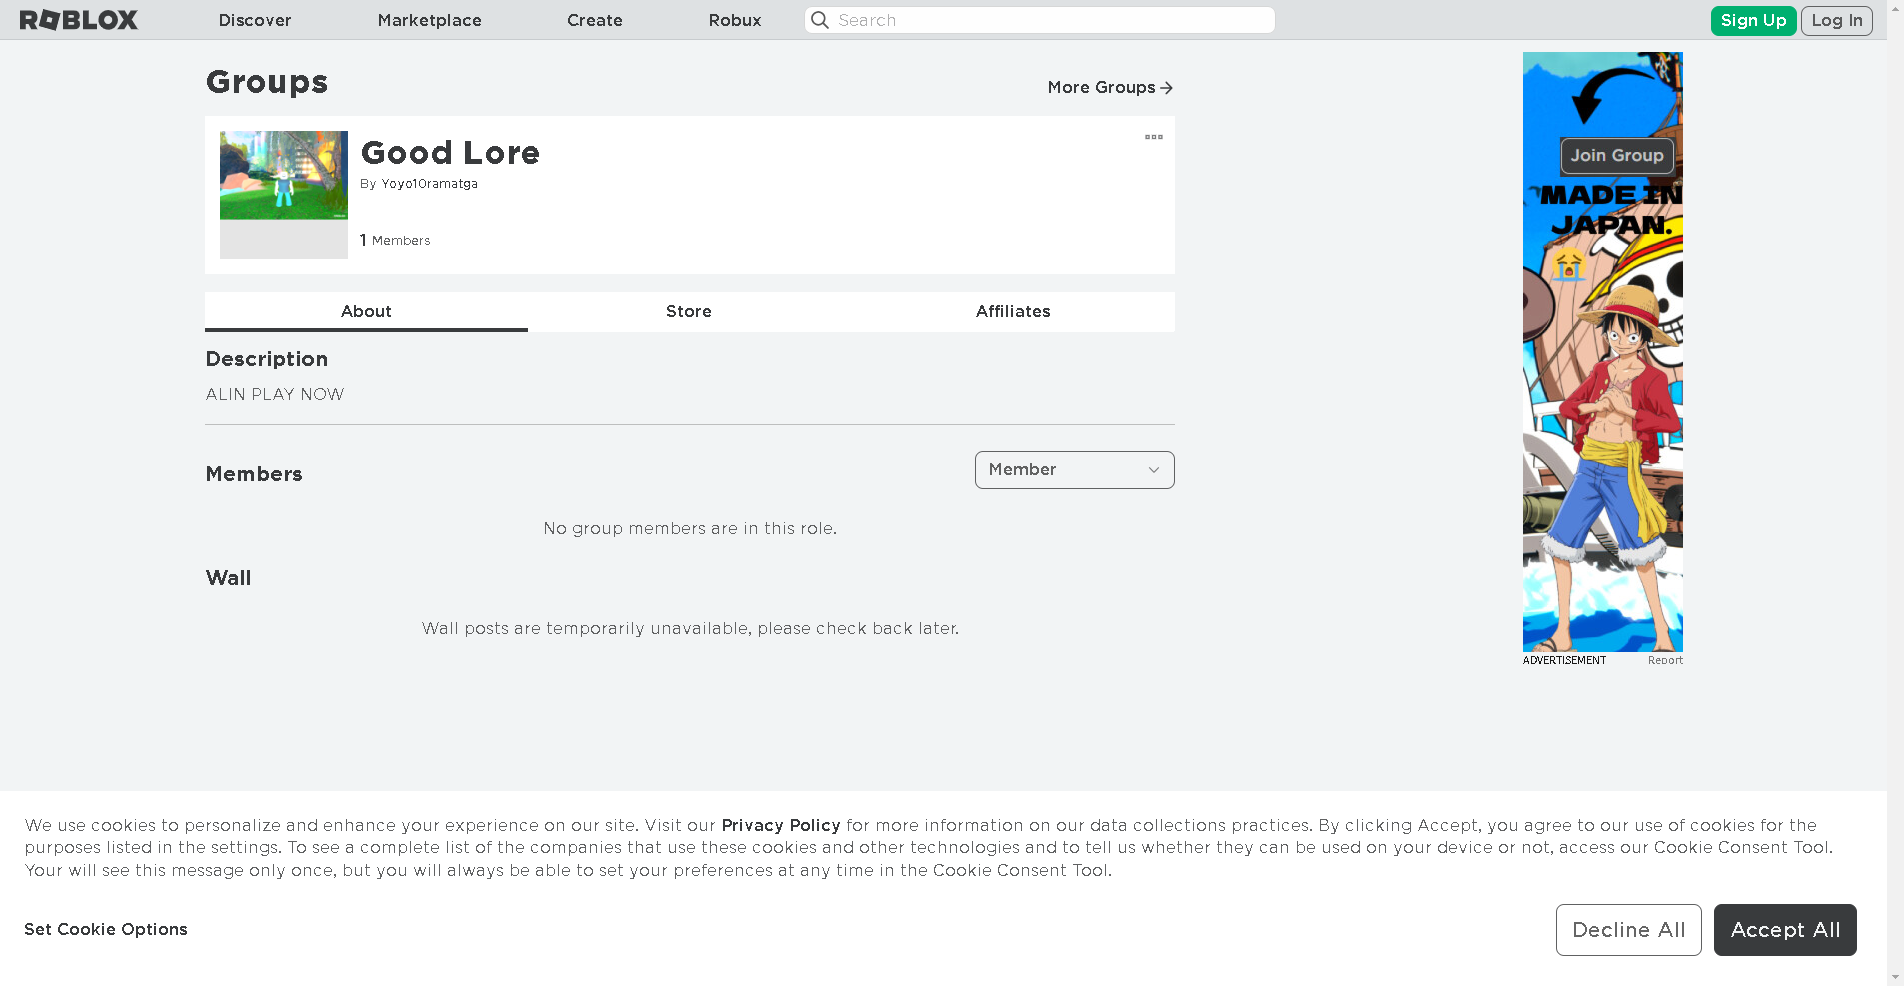 ROBLOX Discover Marketplace Create Robux Search Sign Up Log In
Groups
More Groups
Good Lore
By Yoyo10ramatga
1 Members
About Store Affiliates
Description
ALIN PLAY NOW
Members
Member
No group members are in this role.
Wall
Wall posts are temporarily unavailable, please check back later.
Join Group
MADE IN
JAPAN.
ADVERTISEMENT Report
We use cookies to personalize and enhance your experience on our site. Visit our Privacy Policy for more information on our data collections practices. By clicking Accept, you agree to our use of cookies for the
purposes listed in the settings. To see a complete list of the companies that use these cookies and other technologies and to tell us whether they can be used on your device or not, access our Cookie Consent Tool.
Your will see this message only once, but you will always be able to set your preferences at any time in the Cookie Consent Tool.
Set Cookie Options
Decline All Accept All